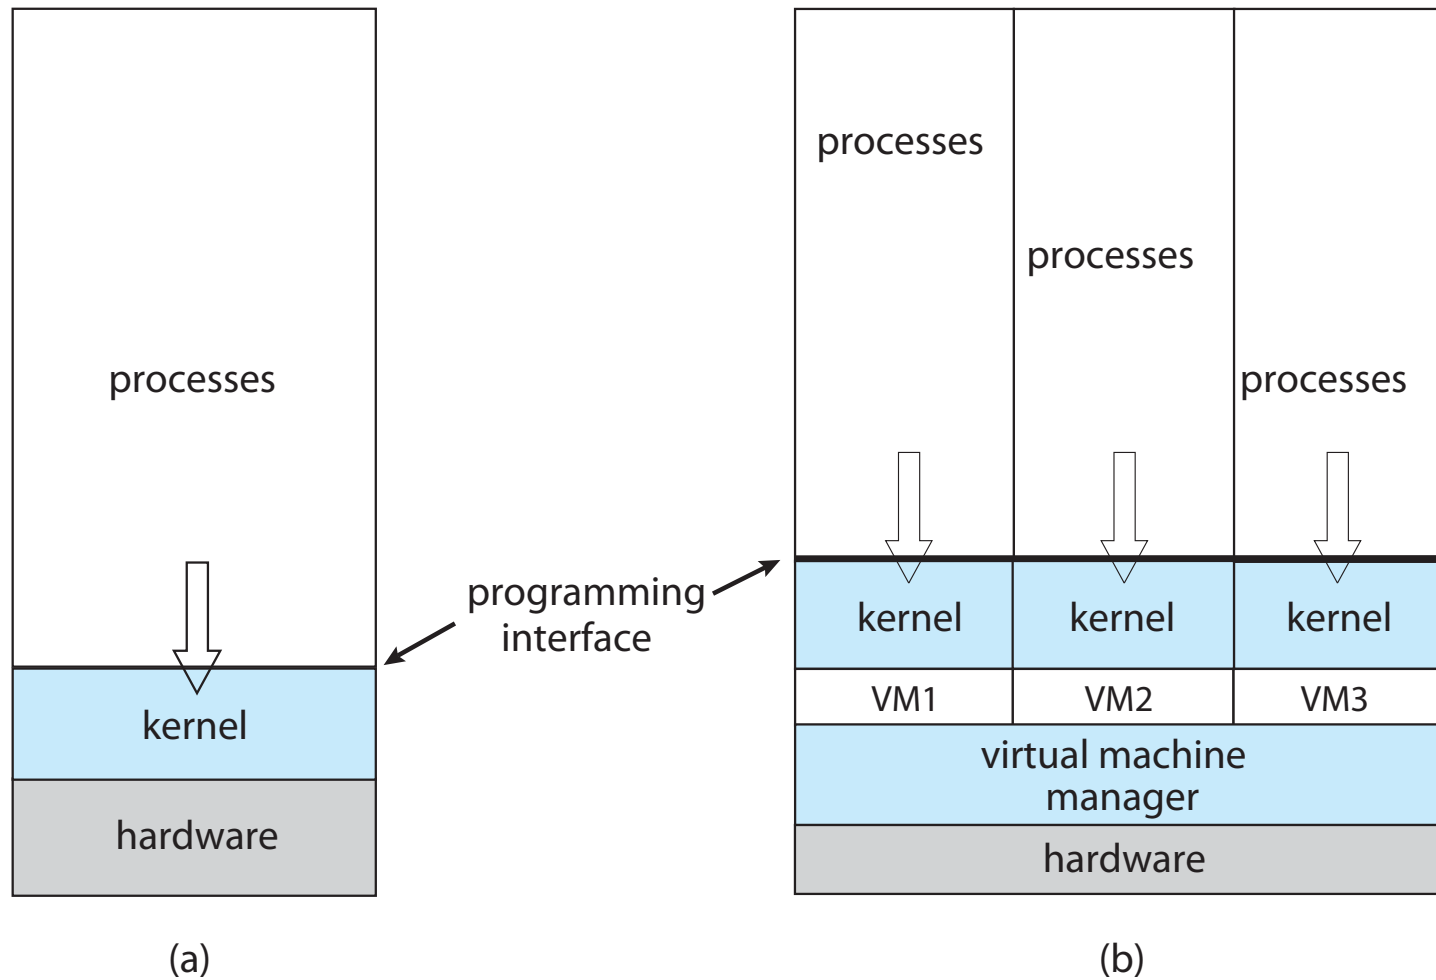 processes
kernel
hardware
(a)
programming
interface
processes
processes
processes
kernel
kernel
kernel
VM1
VM2
VM3
virtual machine
manager
hardware
(b)